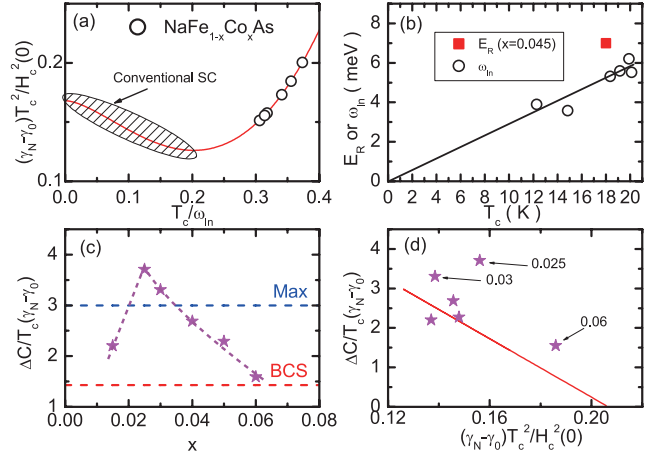 (a)
NaFe₁₋ₓCoₓAs
Conventional SC
0.2
0.1
0.0 0.1 0.2 0.3 0.4
(γN-γ0)Tc²/Hc²(0)
Tc/ωln
(b)
E_R (x=0.045)
ωln
8
6
4
2
0
0 2 4 6 8 10 12 14 16 18 20
E_R or ωln (meV)
Tc ( K )
(c)
Max
BCS
4
3
2
1
0.00 0.02 0.04 0.06 0.08
ΔC/Tc(γN-γ0)
x
(d)
0.025
0.03
0.06
4
3
2
1
0
0.12 0.16 0.20
ΔC/Tc(γN-γ0)
(γN-γ0)Tc²/Hc²(0)